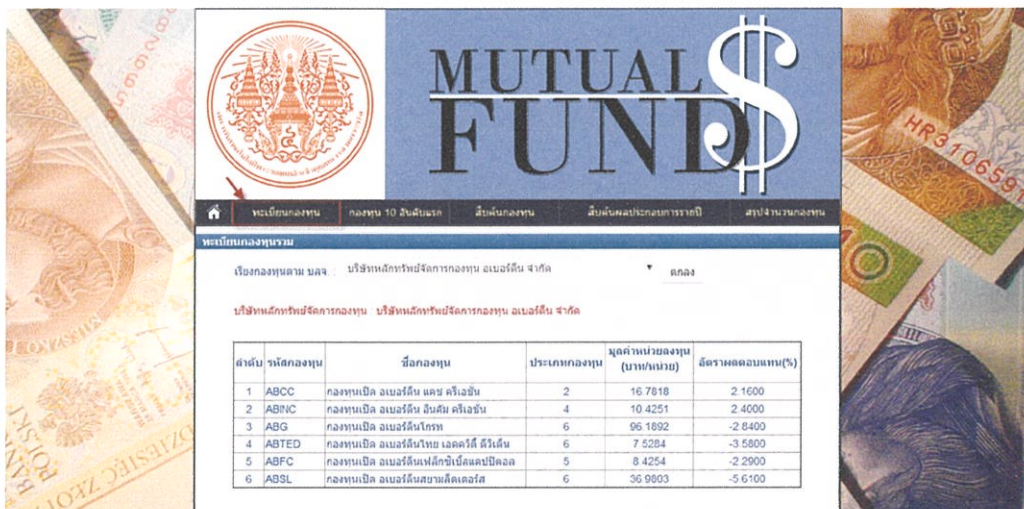 MUTUAL
FUND$
ทะเบียนกองทุน กองทุน 10 อันดับแรก สืบค้นกองทุน สืบค้นผลประกอบการรายปี สรุปจำนวนกองทุน
ทะเบียนกองทุนรวม
เรียงกองทุนตาม บลจ. : บริษัทหลักทรัพย์จัดการกองทุน อเบอร์ดีน จำกัด ตกลง
บริษัทหลักทรัพย์จัดการกองทุน : บริษัทหลักทรัพย์จัดการกองทุน อเบอร์ดีน จำกัด
ลำดับ รหัสกองทุน ชื่อกองทุน ประเภทกองทุน มูลค่าหน่วยลงทุน (บาท/หน่วย) อัตราผลตอบแทน(%)
1 ABCC กองทุนเปิด อเบอร์ดีน แคช ครีเอชั่น 2 16.7818 2.1600
2 ABINC กองทุนเปิด อเบอร์ดีน อินคัม ครีเอชั่น 4 10.4251 2.4000
3 ABG กองทุนเปิด อเบอร์ดีนโกรท 6 96.1892 -2.8400
4 ABTED กองทุนเปิด อเบอร์ดีนไทย เอคควิตี้ ดิวิเด็น 6 7.5284 -3.5800
5 ABFC กองทุนเปิด อเบอร์ดีนเฟล็กซิเบิ้ลแคปปิตอล 5 8.4254 -2.2900
6 ABSL กองทุนเปิด อเบอร์ดีนสยามลีดเดอร์ส 6 36.9803 -5.6100
HR310659